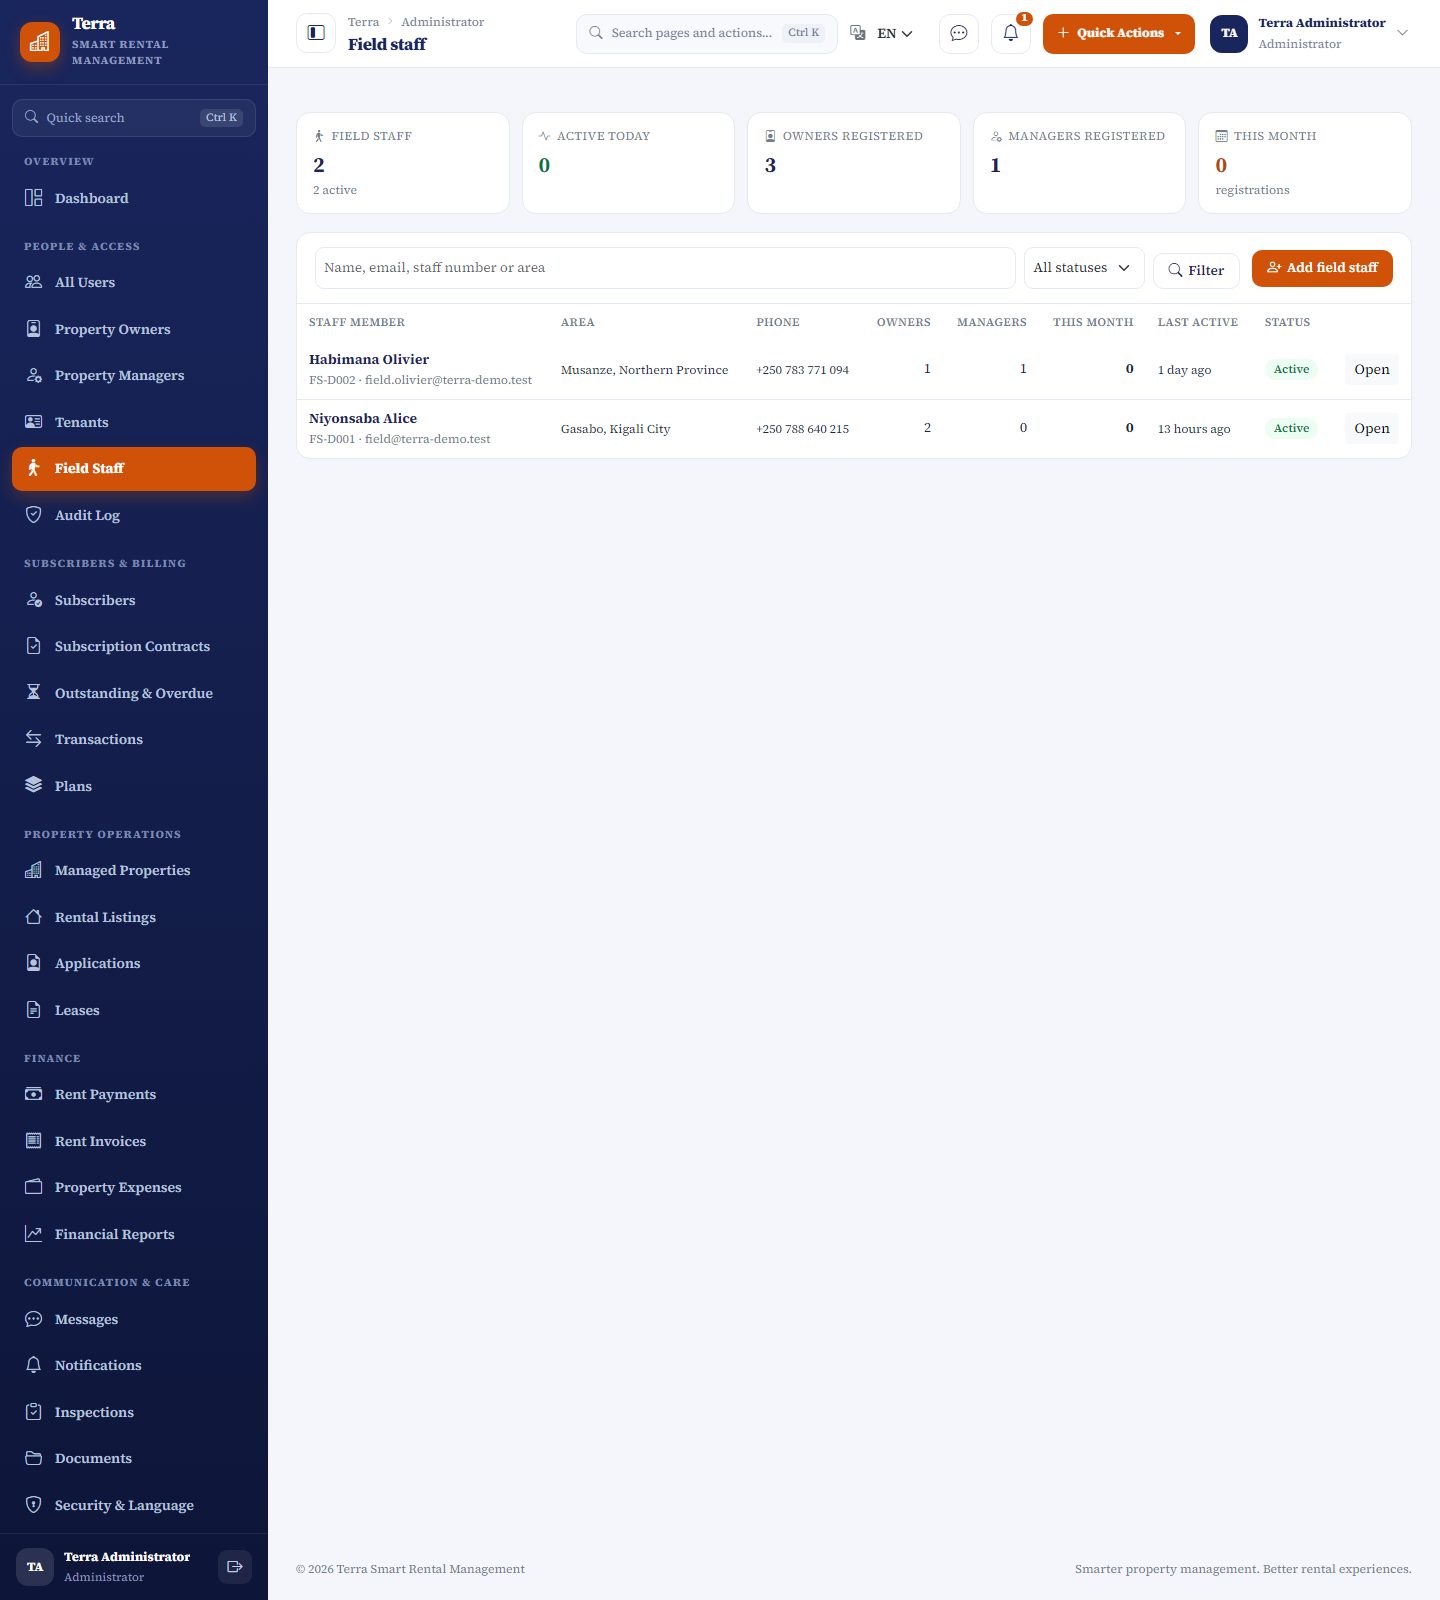 Terra
SMART RENTAL
MANAGEMENT
Quick search Ctrl K
OVERVIEW
Dashboard
PEOPLE & ACCESS
All Users
Property Owners
Property Managers
Tenants
Field Staff
Audit Log
SUBSCRIBERS & BILLING
Subscribers
Subscription Contracts
Outstanding & Overdue
Transactions
Plans
PROPERTY OPERATIONS
Managed Properties
Rental Listings
Applications
Leases
FINANCE
Rent Payments
Rent Invoices
Property Expenses
Financial Reports
COMMUNICATION & CARE
Messages
Notifications
Inspections
Documents
Security & Language
TA Terra Administrator
Administrator
Terra Administrator
Field staff
Search pages and actions... Ctrl K
EN
1
Quick Actions
TA Terra Administrator
Administrator
FIELD STAFF
2
2 active
ACTIVE TODAY
0
OWNERS REGISTERED
3
MANAGERS REGISTERED
1
THIS MONTH
0
registrations
Name, email, staff number or area All statuses Filter Add field staff
STAFF MEMBER AREA PHONE OWNERS MANAGERS THIS MONTH LAST ACTIVE STATUS
Habimana Olivier
FS-D002 · field.olivier@terra-demo.test Musanze, Northern Province +250 783 771 094 1 1 0 1 day ago Active Open
Niyonsaba Alice
FS-D001 · field@terra-demo.test Gasabo, Kigali City +250 788 640 215 2 0 0 13 hours ago Active Open
© 2026 Terra Smart Rental Management Smarter property management. Better rental experiences.